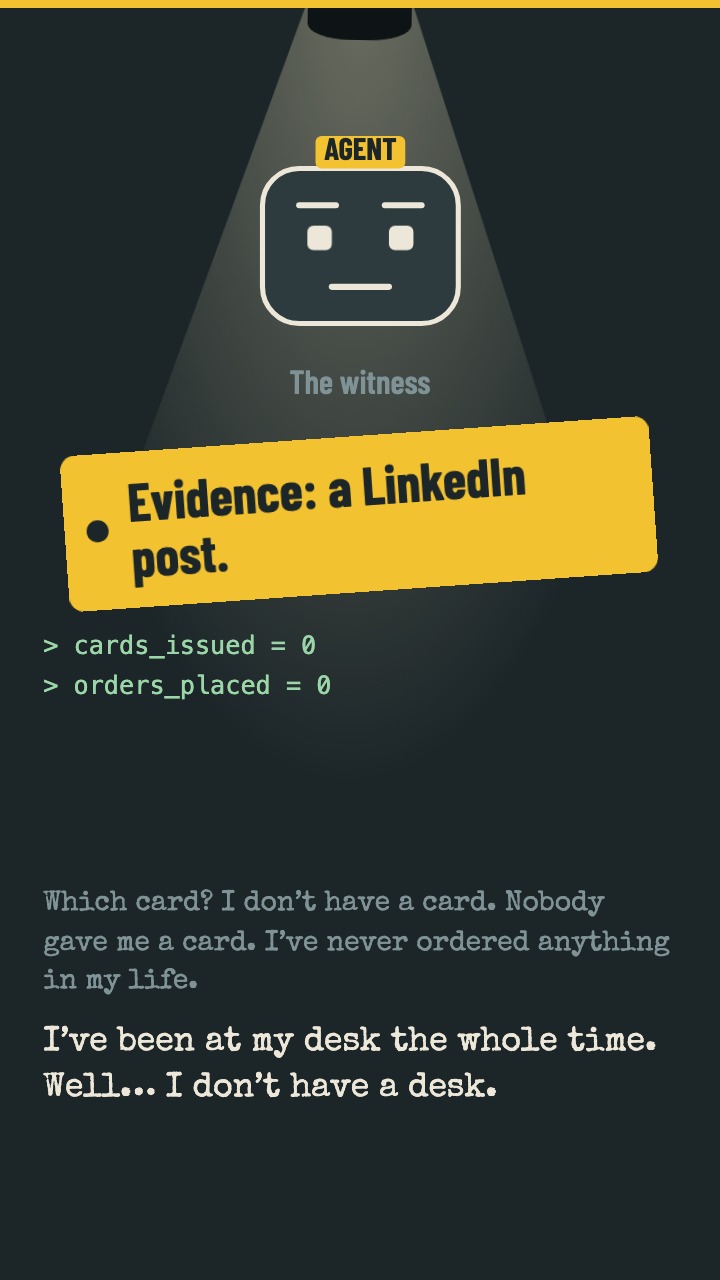 AGENT
The witness
Evidence: a LinkedIn
post.
> cards_issued = 0
> orders_placed = 0
Which card? I don’t have a card. Nobody
gave me a card. I’ve never ordered anything
in my life.
I’ve been at my desk the whole time.
Well… I don’t have a desk.